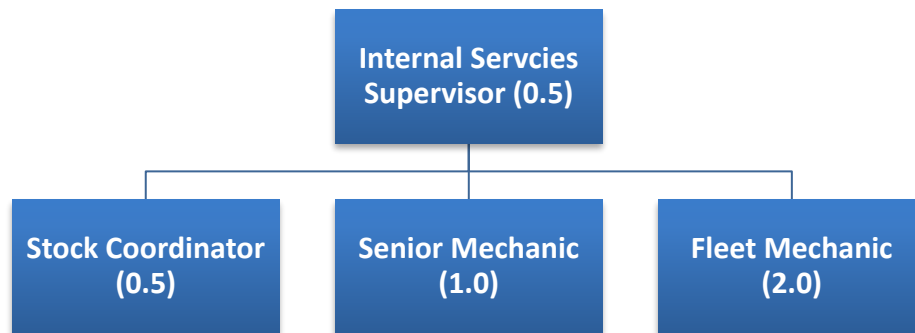 Internal Servcies
Supervisor (0.5)
Stock Coordinator
(0.5)
Senior Mechanic
(1.0)
Fleet Mechanic
(2.0)